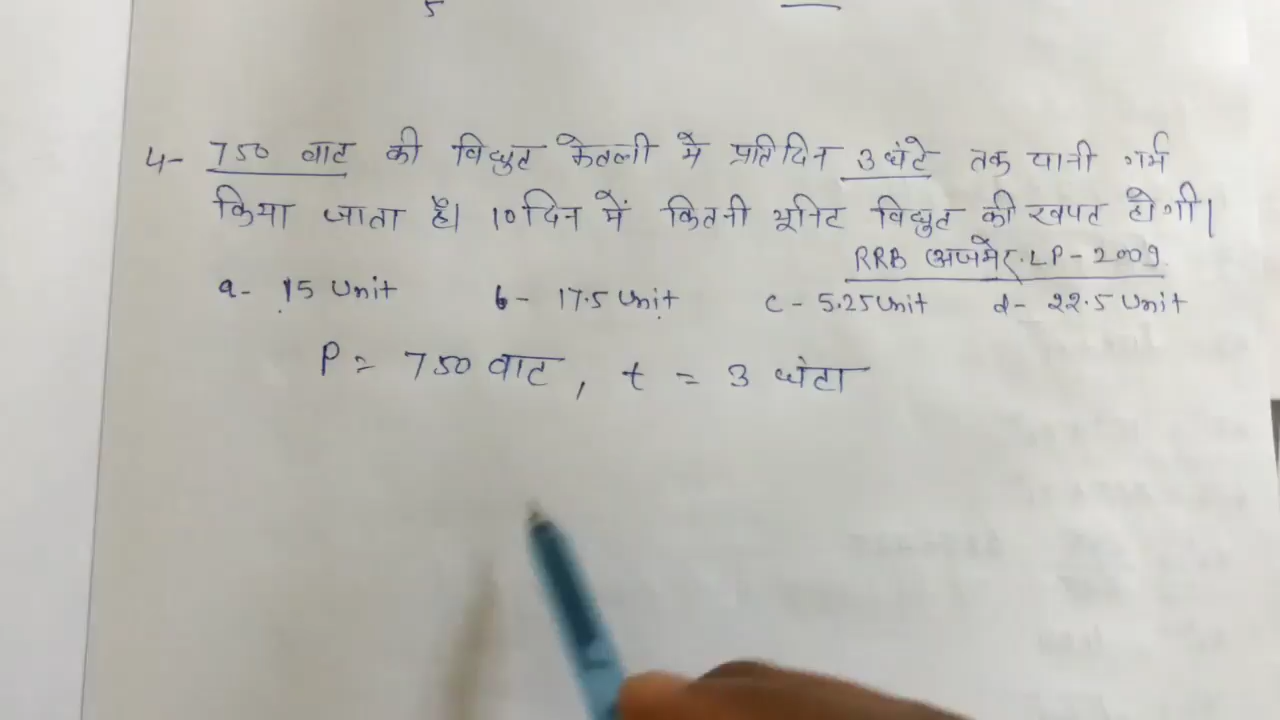 4- 750 वाट की विद्युत केतली में प्रतिदिन 3 घंटे तक पानी गर्म
किया जाता है। 10 दिन में कितनी यूनिट विद्युत की खपत होगी।
RRB अजमेर. LP - 2009
a- 15 Unit b- 17.5 Unit c- 5.25 Unit d- 22.5 Unit
P = 750 वाट, t = 3 घंटा